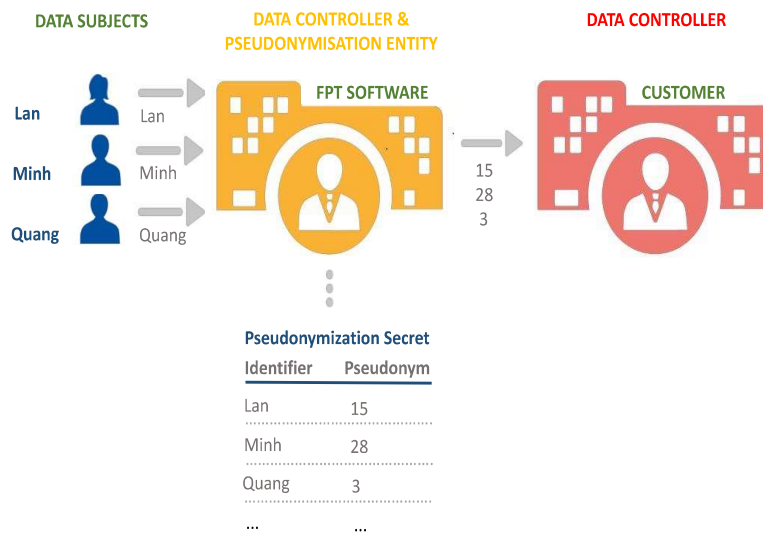 DATA SUBJECTS
DATA CONTROLLER &
PSEUDONYMISATION ENTITY
DATA CONTROLLER
FPT SOFTWARE
CUSTOMER
Lan
Lan
Minh
Minh
Quang
Quang
15
28
3
Pseudonymization Secret
Identifier Pseudonym
Lan 15
Minh 28
Quang 3
... ...